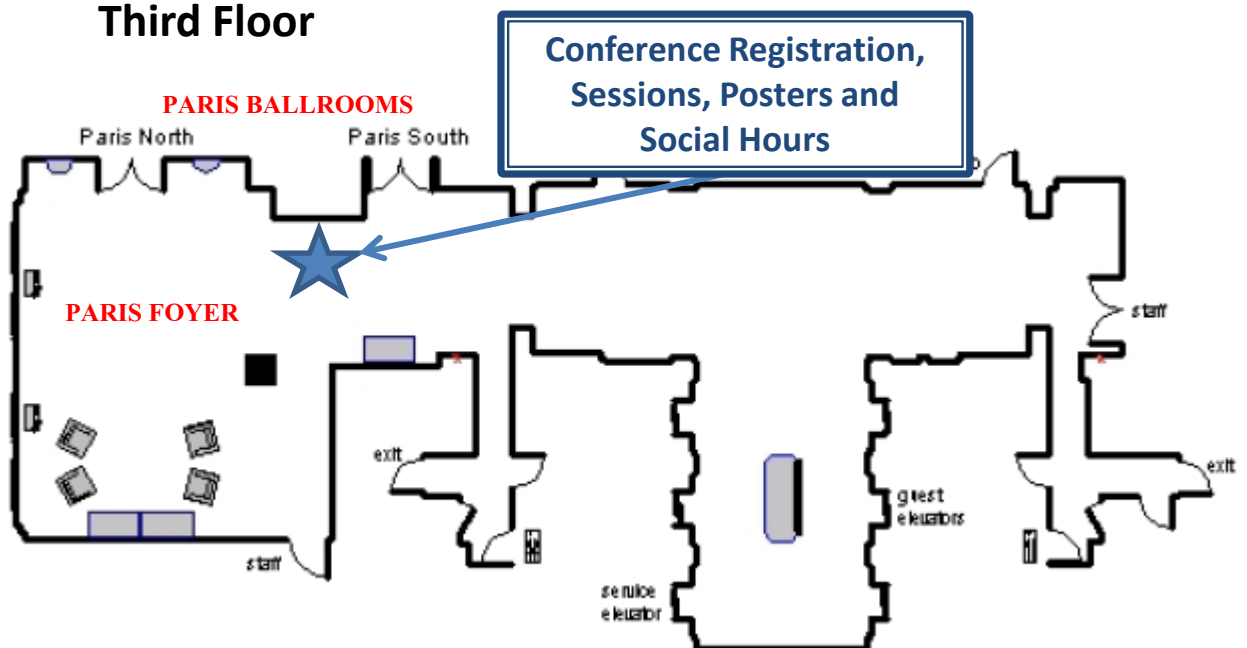 Third Floor
Conference Registration,
Sessions, Posters and
Social Hours
PARIS BALLROOMS
Paris North
Paris South
PARIS FOYER
staff
exit
exit
guest
elevators
staff
service
elevator